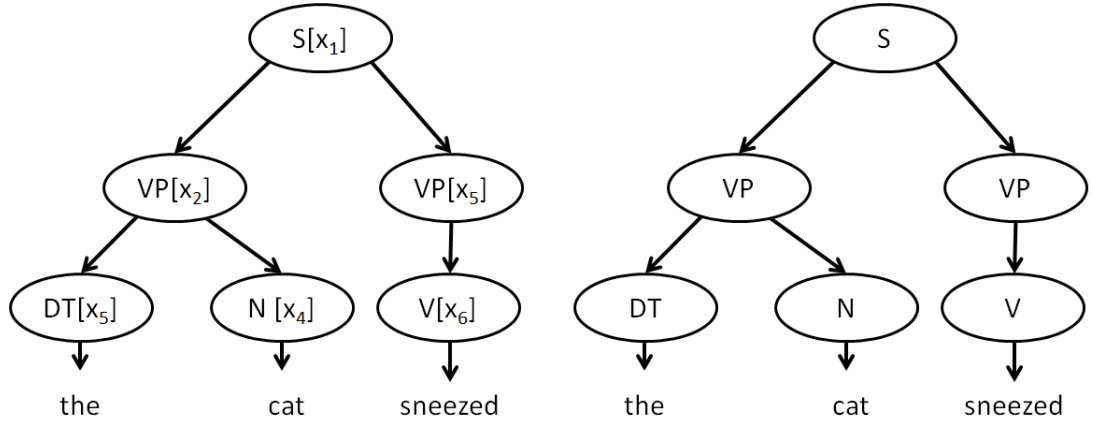 S[x₁] S
VP[x₂] VP[x₅] VP VP
DT[x₅] N [x₄] V[x₆] DT N V
the cat sneezed the cat sneezed